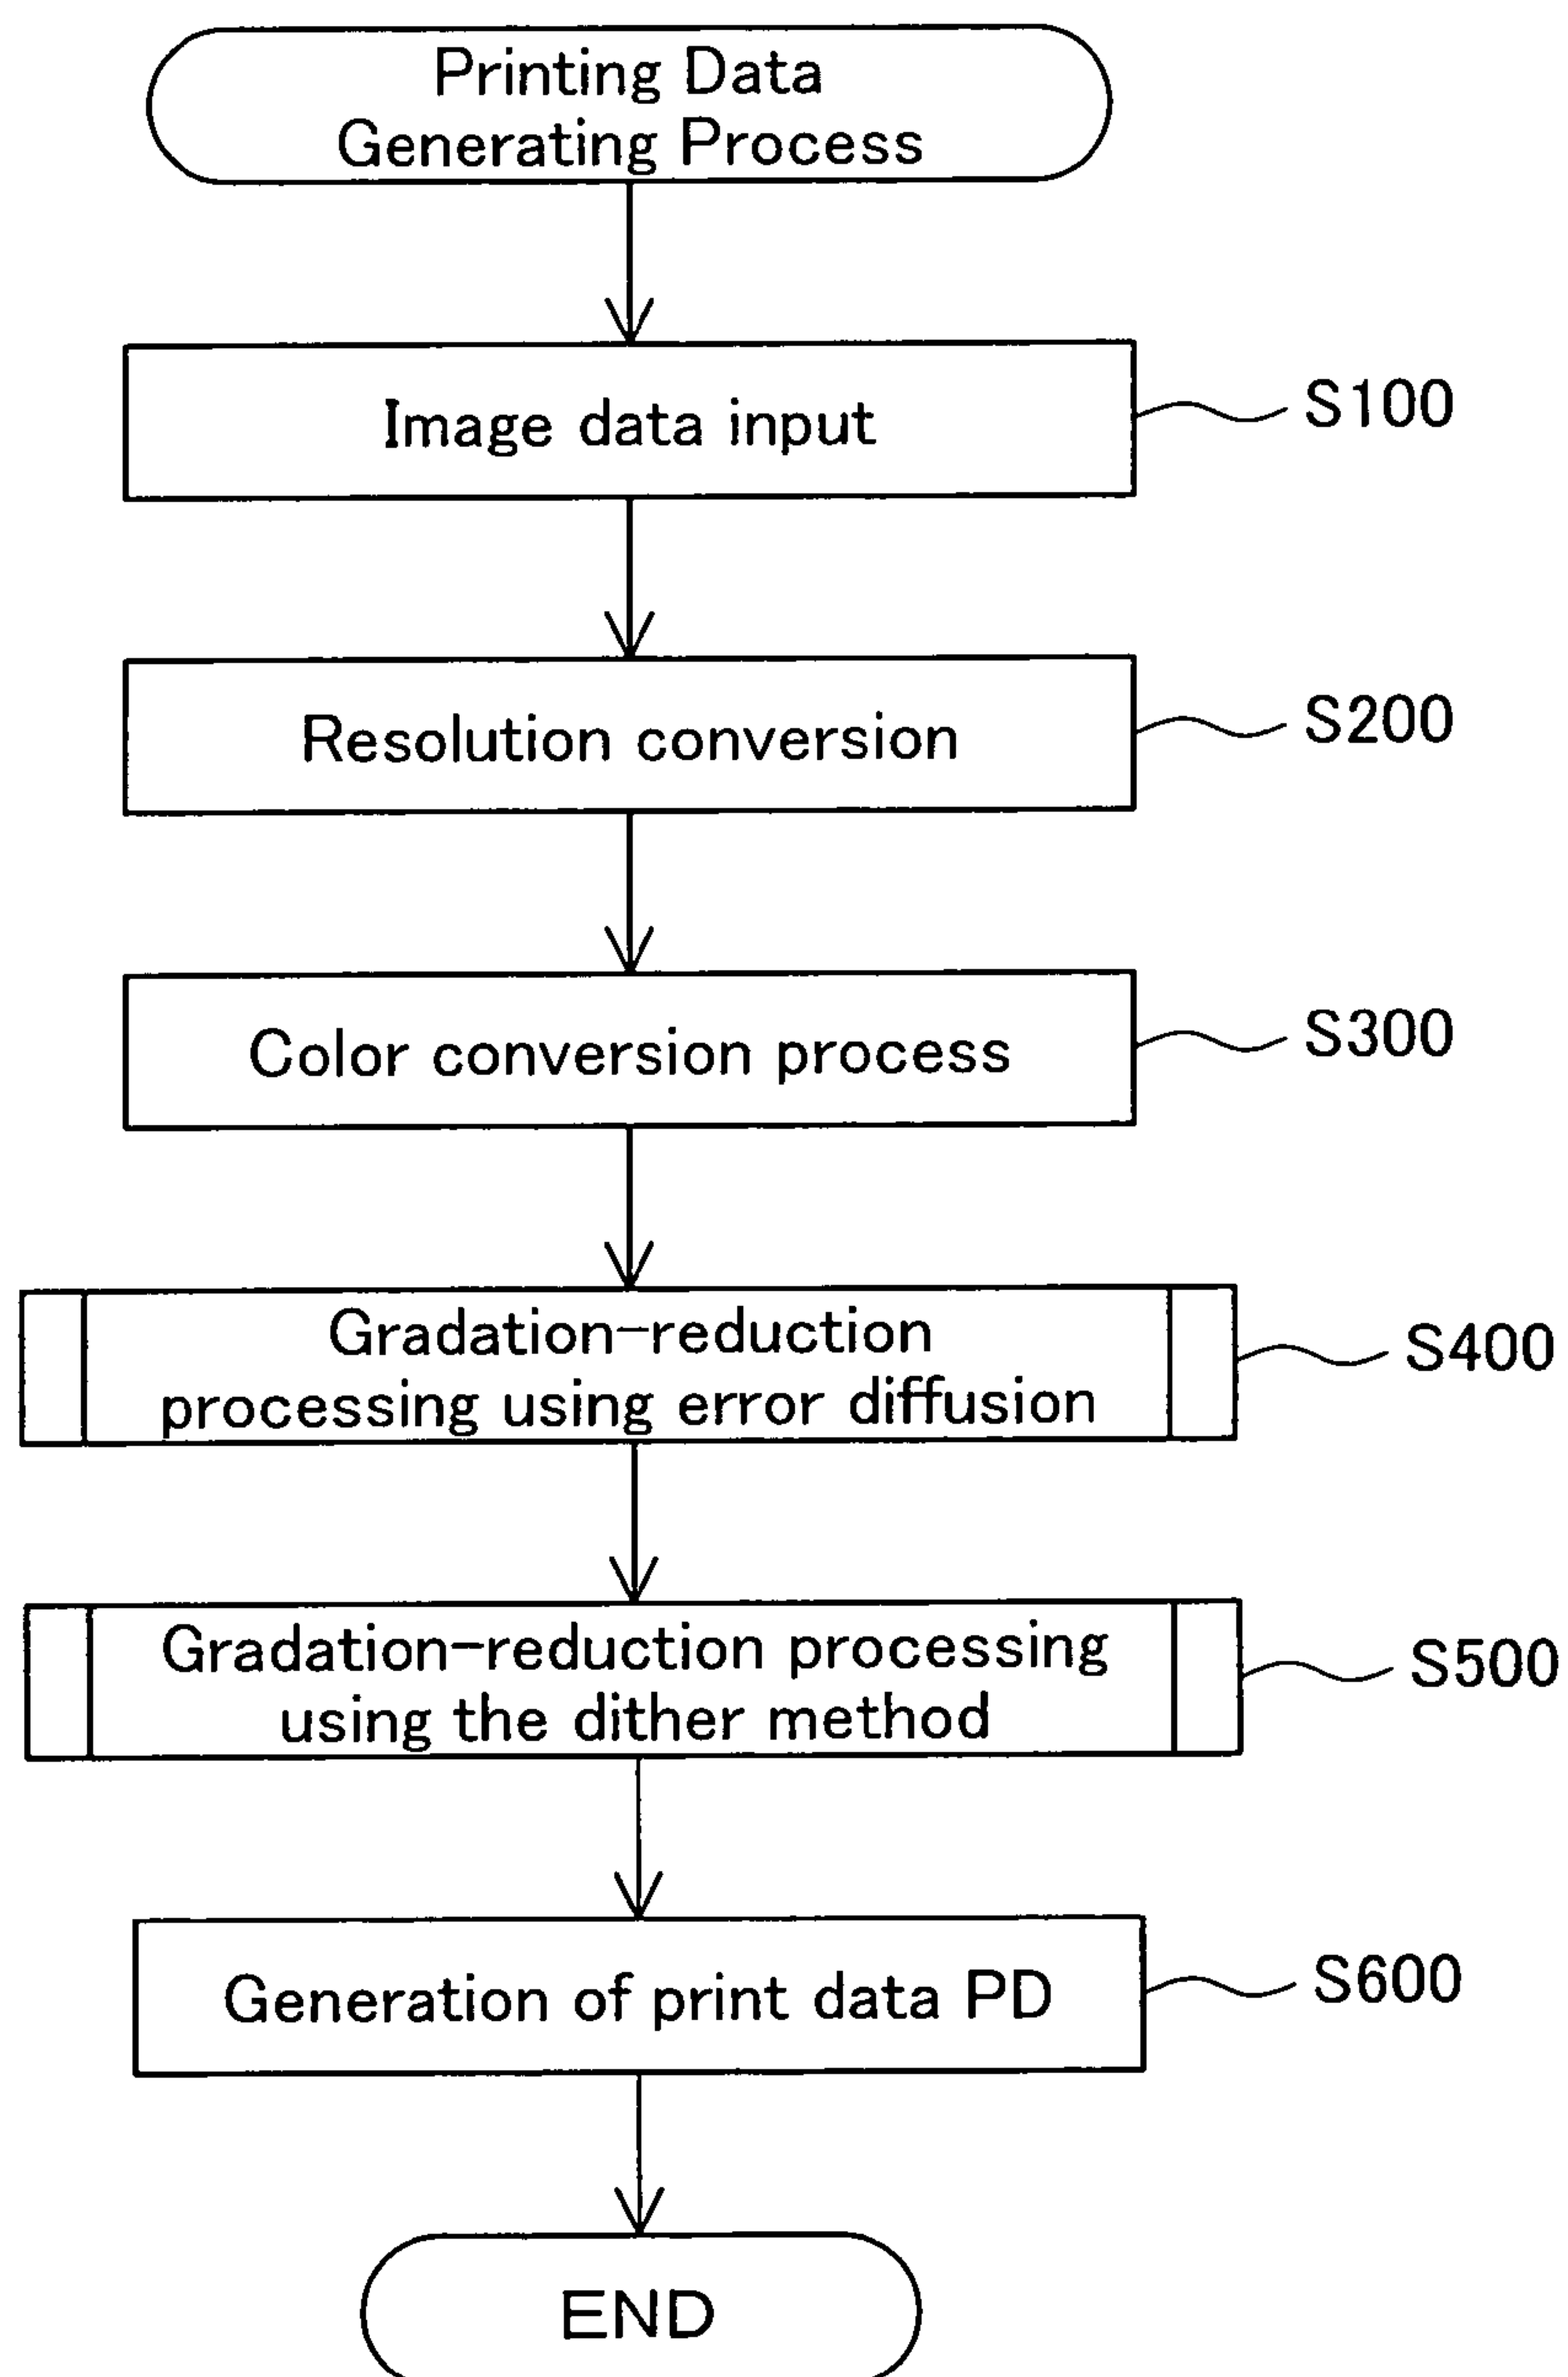 Printing Data
Generating Process
Image data input
S100
Resolution conversion
S200
Color conversion process
S300
Gradation-reduction
processing using error diffusion
S400
Gradation-reduction processing
using the dither method
S500
Generation of print data PD
S600
END